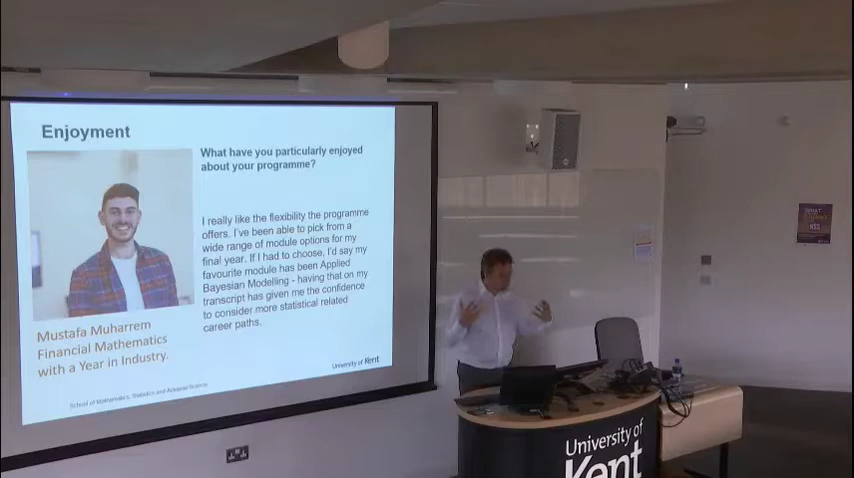 Enjoyment
What have you particularly enjoyed
about your programme?
I really like the flexibility the programme
offers. I've been able to pick from a
wide range of module options for my
final year. If I had to choose, I'd say my
favourite module has been Applied
Bayesian Modelling - having that on my
transcript has given me the confidence
to consider more statistical related
career paths.
Mustafa Muharrem
Financial Mathematics
with a Year in Industry.
School of Mathematics, Statistics and Actuarial Science
University of Kent
University of
Kent
WHAT